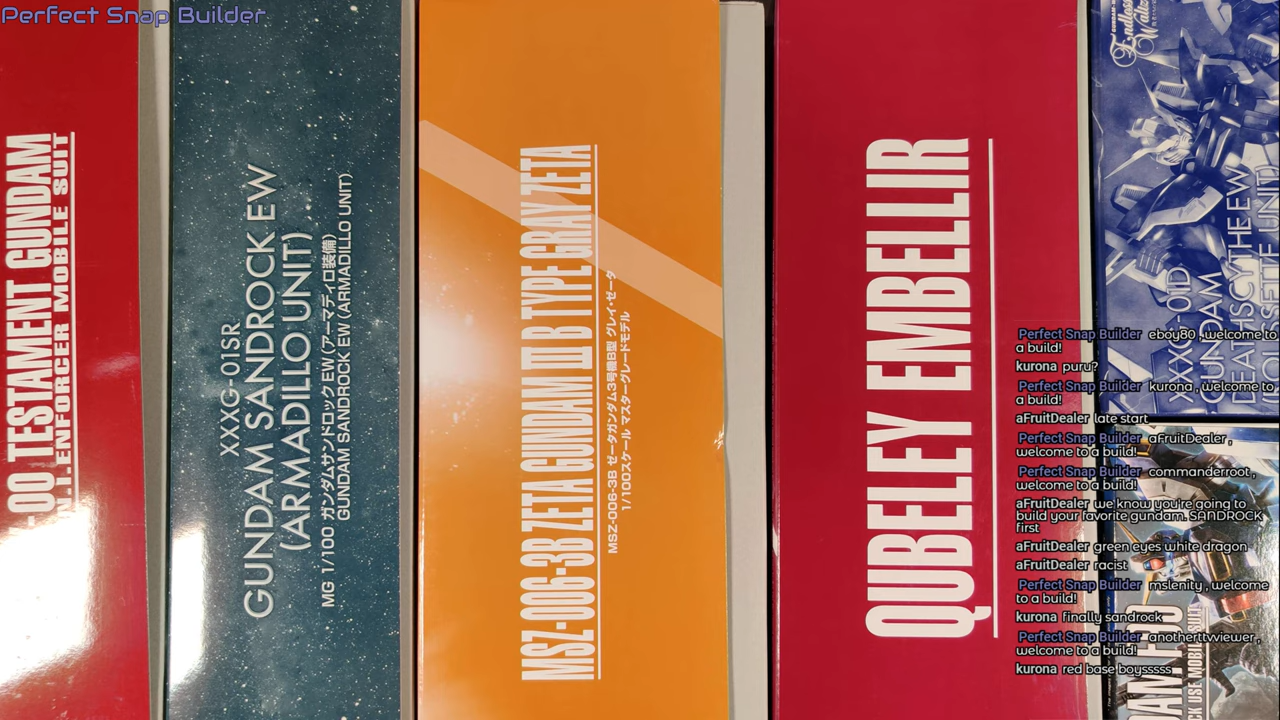 Perfect Snap Builder
-00 TESTAMENT GUNDAM
N.I.ENFORCER MOBILE SUIT
XXXG-01SR
GUNDAM SANDROCK EW
(ARMADILLO UNIT)
MG 1/100 ガンダムサンドロック EW (アーマディロ装備)
GUNDAM SANDROCK EW (ARMADILLO UNIT)
MSZ-006-3B ZETA GUNDAM III B TYPE GRAY ZETA
MSZ-006-3B ゼータガンダム3号機B型 グレイ・ゼータ
1/100スケール マスターグレードモデル
QUBELEY EMBELLIR
Endless
Waltz
XXXG-01D
GUNDAM
DEATHSCYTHE EW
Perfect Snap Builder eboy80 , welcome to
a build!
kurona puru?
Perfect Snap Builder kurona , welcome to
a build!
aFruitDealer late start
Perfect Snap Builder aFruitDealer ,
welcome to a build!
Perfect Snap Builder commanderroot ,
welcome to a build!
aFruitDealer we know you're going to
build your favorite gundam. SANDROCK
first
aFruitDealer green eyes white dragon
aFruitDealer racist
Perfect Snap Builder mslenity , welcome
to a build!
kurona finally sandrock
Perfect Snap Builder anotherttvviewer ,
welcome to a build!
kurona red base boysssss
CK USE MOBILE SUIT